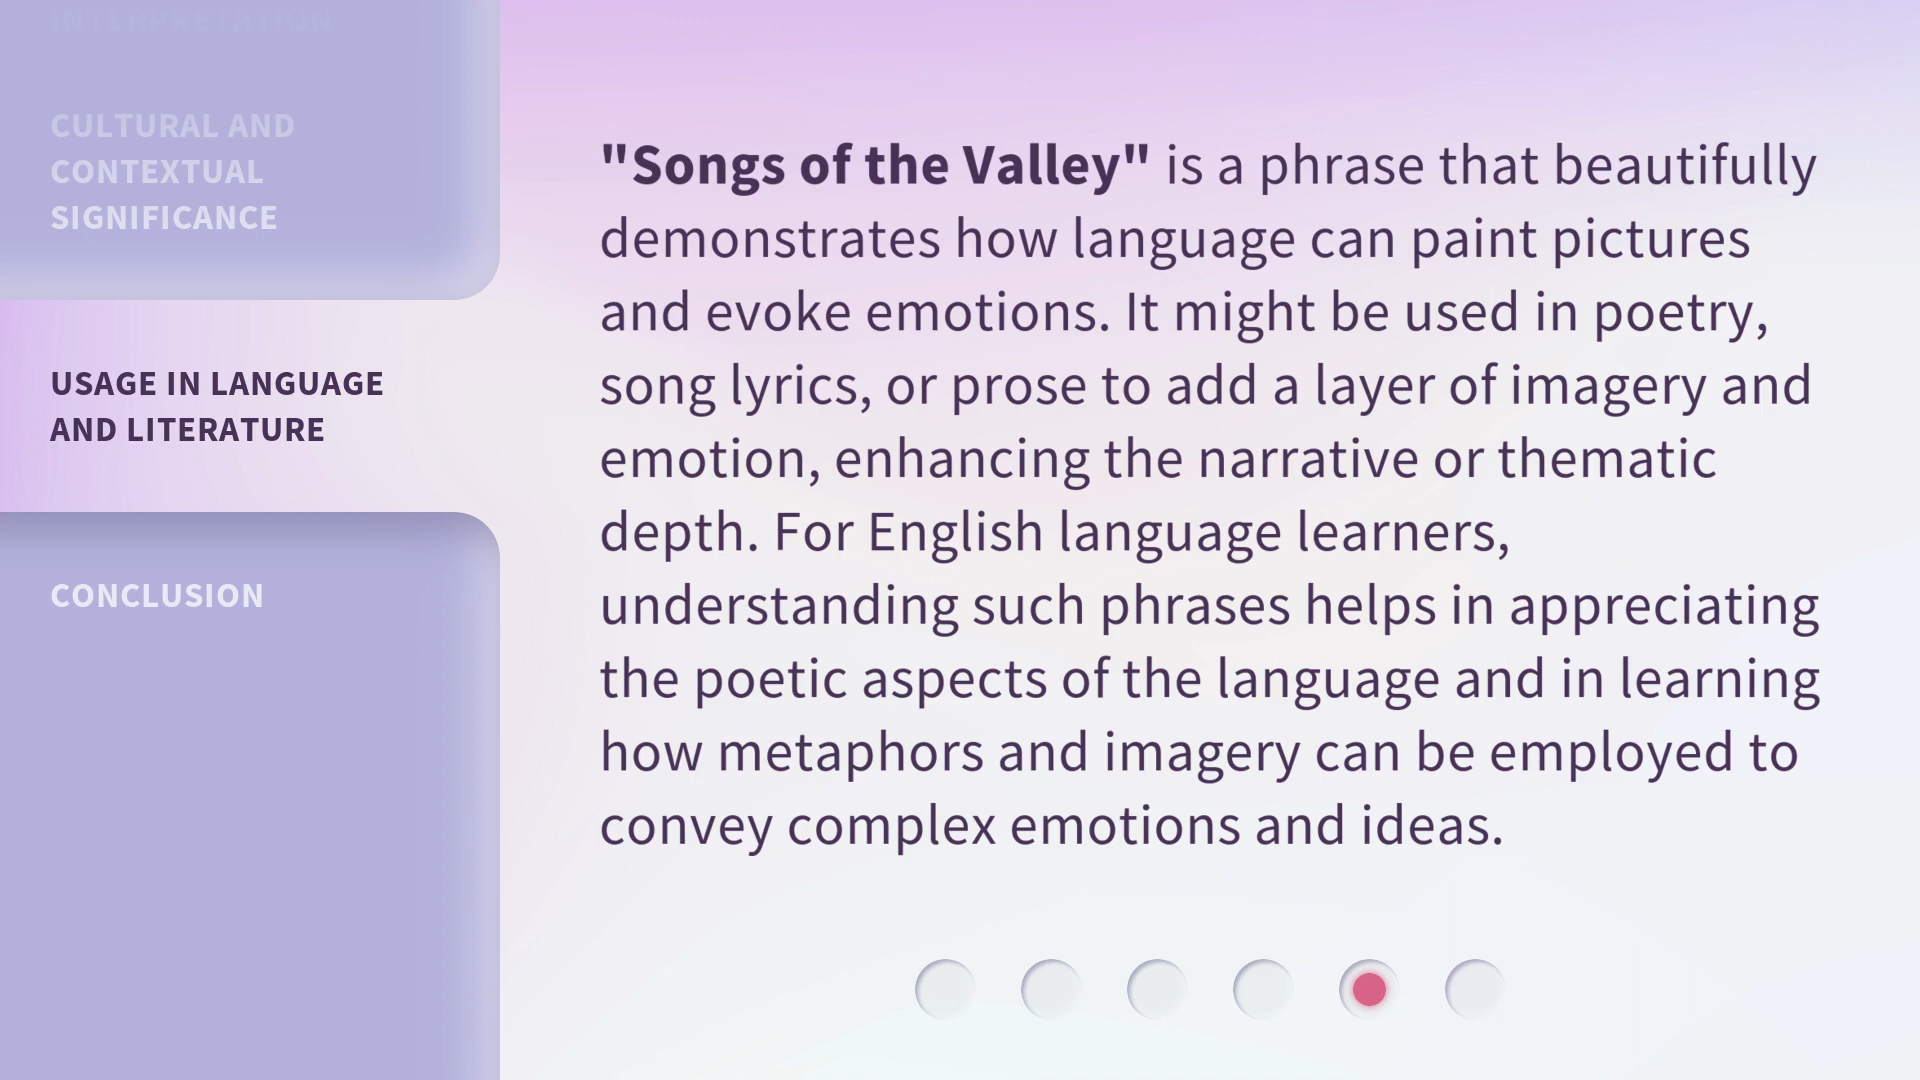 INTERPRETATION
CULTURAL AND
CONTEXTUAL
SIGNIFICANCE
USAGE IN LANGUAGE
AND LITERATURE
CONCLUSION
"Songs of the Valley" is a phrase that beautifully
demonstrates how language can paint pictures
and evoke emotions. It might be used in poetry,
song lyrics, or prose to add a layer of imagery and
emotion, enhancing the narrative or thematic
depth. For English language learners,
understanding such phrases helps in appreciating
the poetic aspects of the language and in learning
how metaphors and imagery can be employed to
convey complex emotions and ideas.